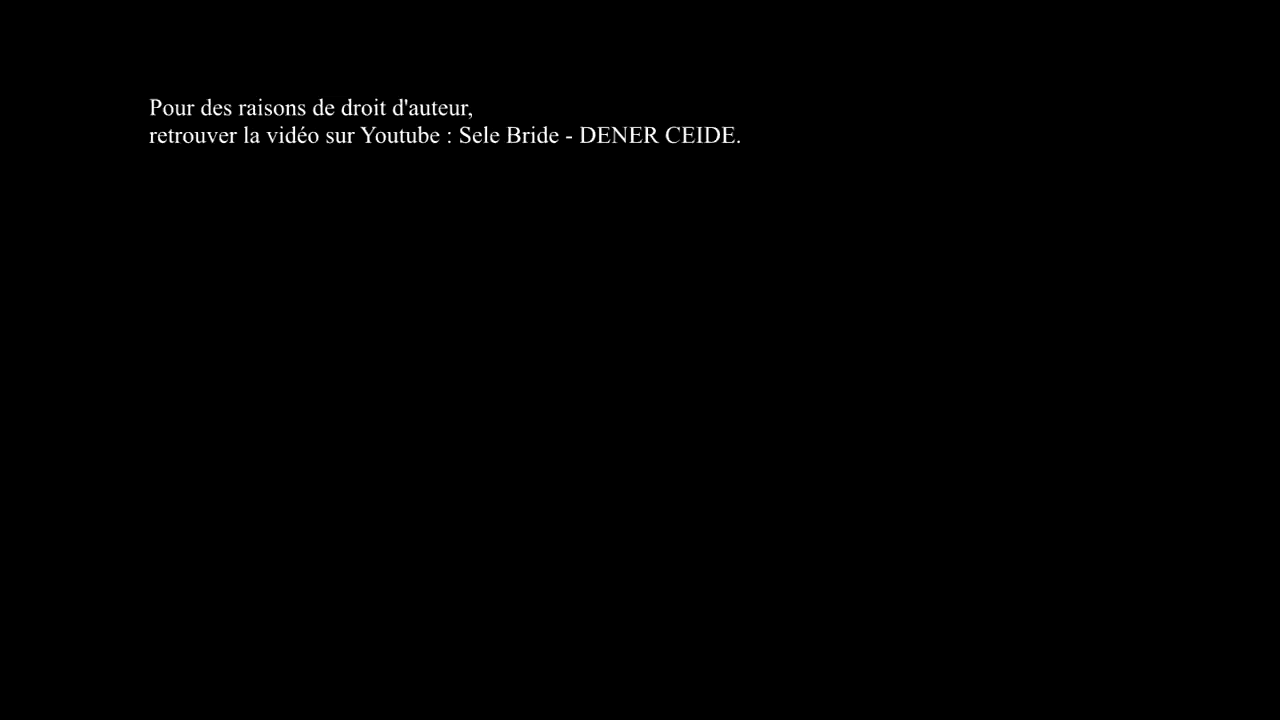 Pour des raisons de droit d'auteur,
retrouver la vidéo sur Youtube : Sele Bride - DENER CEIDE.